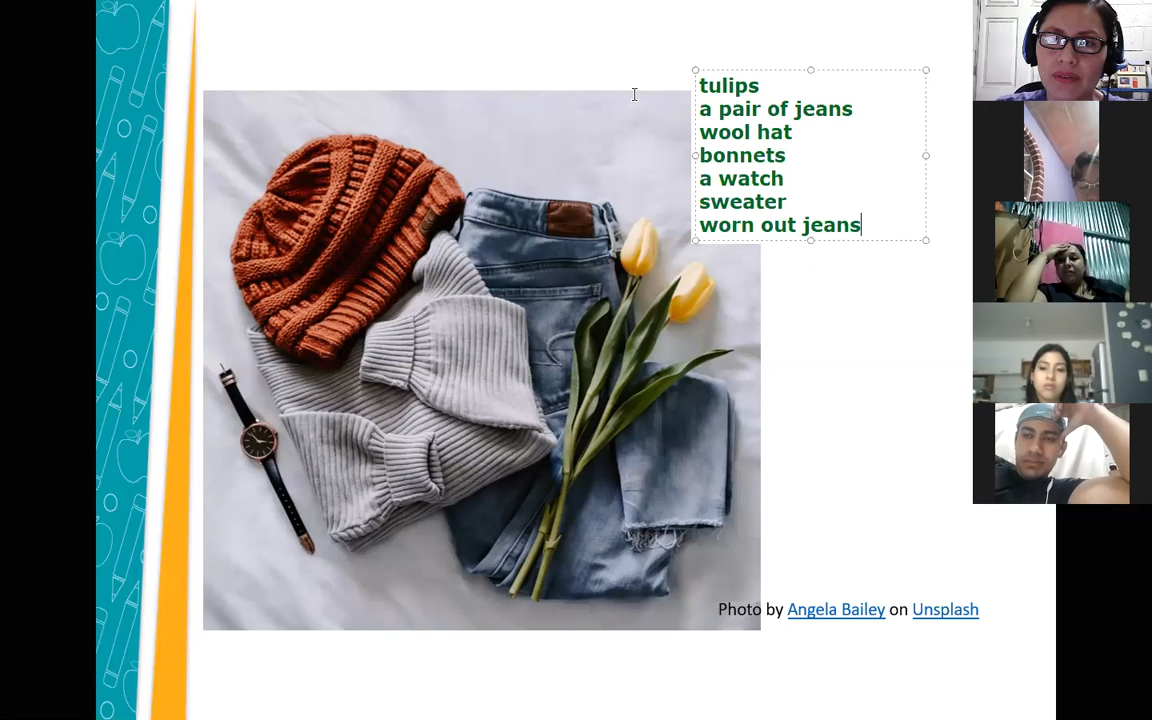 tulips
a pair of jeans
wool hat
bonnets
a watch
sweater
worn out jeans
Photo by Angela Bailey on Unsplash